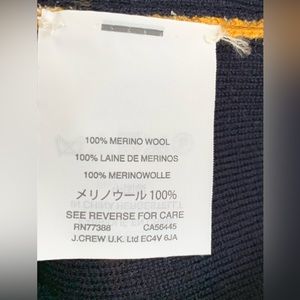 100% MERINO WOOL
100% LAINE DE MERINOS
100% MERINOWOLLE
メリノウール 100%
SEE REVERSE FOR CARE
RN77388 CA56445
J.CREW U.K. Ltd EC4V 6JA